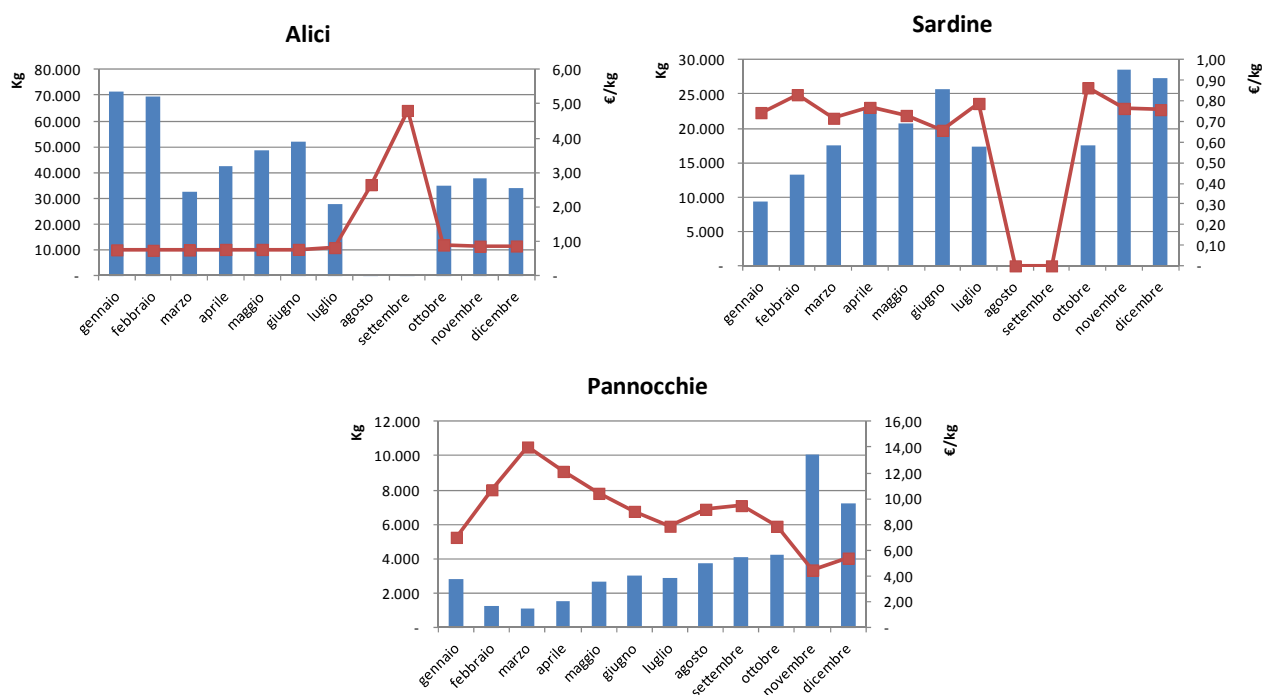 Alici
Kg
€/kg
80.000
70.000
60.000
50.000
40.000
30.000
20.000
10.000
-
6,00
5,00
4,00
3,00
2,00
1,00
-
gennaio
febbraio
marzo
aprile
maggio
giugno
luglio
agosto
settembre
ottobre
novembre
dicembre
Sardine
Kg
€/kg
30.000
25.000
20.000
15.000
10.000
5.000
-
1,00
0,90
0,80
0,70
0,60
0,50
0,40
0,30
0,20
0,10
-
gennaio
febbraio
marzo
aprile
maggio
giugno
luglio
agosto
settembre
ottobre
novembre
dicembre
Pannocchie
Kg
€/kg
12.000
10.000
8.000
6.000
4.000
2.000
-
16,00
14,00
12,00
10,00
8,00
6,00
4,00
2,00
-
gennaio
febbraio
marzo
aprile
maggio
giugno
luglio
agosto
settembre
ottobre
novembre
dicembre